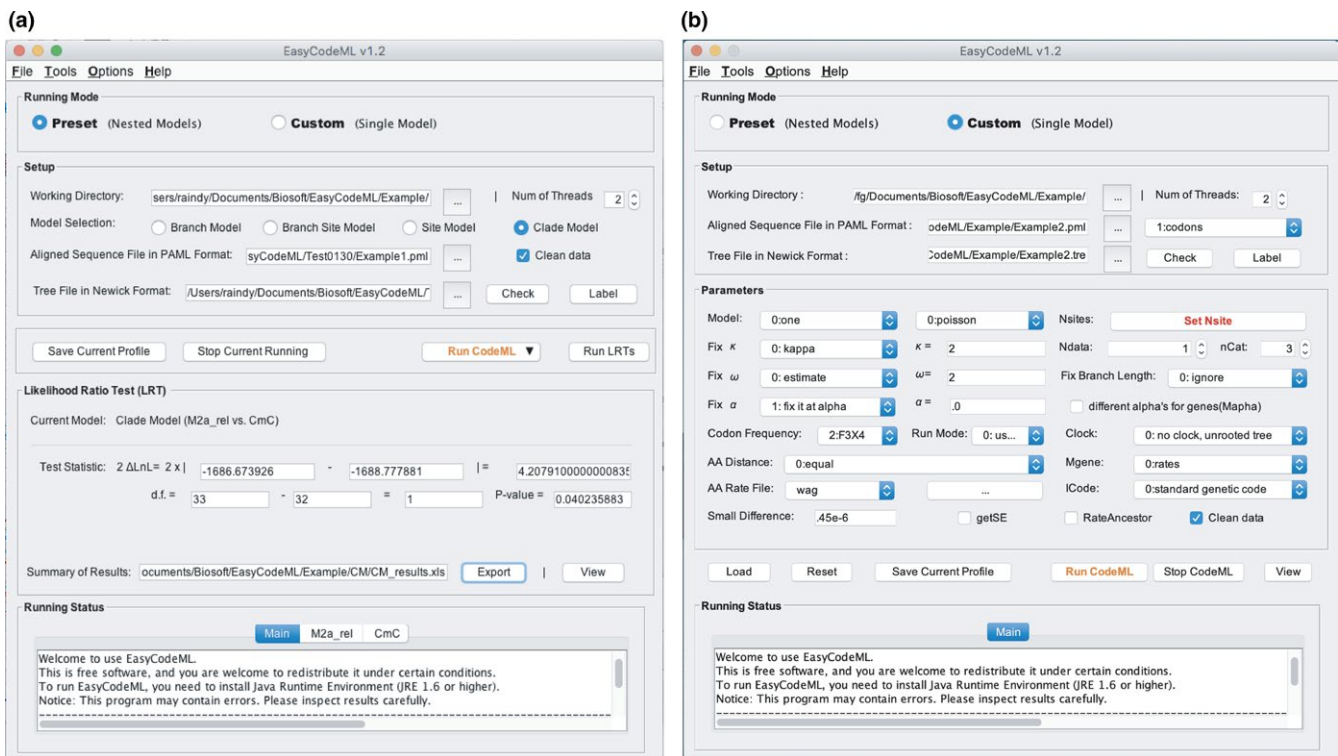 (a)
EasyCodeML v1.2
File Tools Options Help
Running Mode
Preset (Nested Models) Custom (Single Model)
Setup
Working Directory: sers/raindy/Documents/Biosoft/EasyCodeML/Example/ ... | Num of Threads 2
Model Selection: Branch Model Branch Site Model Site Model Clade Model
Aligned Sequence File in PAML Format: syCodeML/Test0130/Example1.pml ... Clean data
Tree File in Newick Format: /Users/raindy/Documents/Biosoft/EasyCodeML/ ... Check Label
Save Current Profile Stop Current Running Run CodeML ▼ Run LRTs
Likelihood Ratio Test (LRT)
Current Model: Clade Model (M2a_rel vs. CmC)
Test Statistic: 2 ΔLnL= 2 x | -1686.673926 - -1688.777881 | = 4.207910000000835
d.f. = 33 - 32 = 1 P-value = 0.040235883
Summary of Results: ocuments/Biosoft/EasyCodeML/Example/CM/CM_results.xls Export | View
Running Status
Main M2a_rel CmC
Welcome to use EasyCodeML.
This is free software, and you are welcome to redistribute it under certain conditions.
To run EasyCodeML, you need to install Java Runtime Environment (JRE 1.6 or higher).
Notice: This program may contain errors. Please inspect results carefully.
(b)
EasyCodeML v1.2
File Tools Options Help
Running Mode
Preset (Nested Models) Custom (Single Model)
Setup
Working Directory : /fg/Documents/Biosoft/EasyCodeML/Example/ ... | Num of Threads: 2
Aligned Sequence File in PAML Format : odeML/Example/Example2.pml ... 1:codons
Tree File in Newick Format : CodeML/Example/Example2.tre ... Check Label
Parameters
Model: 0:one 0:poisson Nsites: Set Nsite
Fix κ 0: kappa κ = 2 Ndata: 1 nCat: 3
Fix ω 0: estimate ω= 2 Fix Branch Length: 0: ignore
Fix α 1: fix it at alpha α = .0 different alpha's for genes(Mapha)
Codon Frequency: 2:F3X4 Run Mode: 0: us... Clock: 0: no clock, unrooted tree
AA Distance: 0:equal Mgene: 0:rates
AA Rate File: wag ... ICode: 0:standard genetic code
Small Difference: .45e-6 getSE RateAncestor Clean data
Load Reset Save Current Profile Run CodeML Stop CodeML View
Running Status
Main
Welcome to use EasyCodeML.
This is free software, and you are welcome to redistribute it under certain conditions.
To run EasyCodeML, you need to install Java Runtime Environment (JRE 1.6 or higher).
Notice: This program may contain errors. Please inspect results carefully.